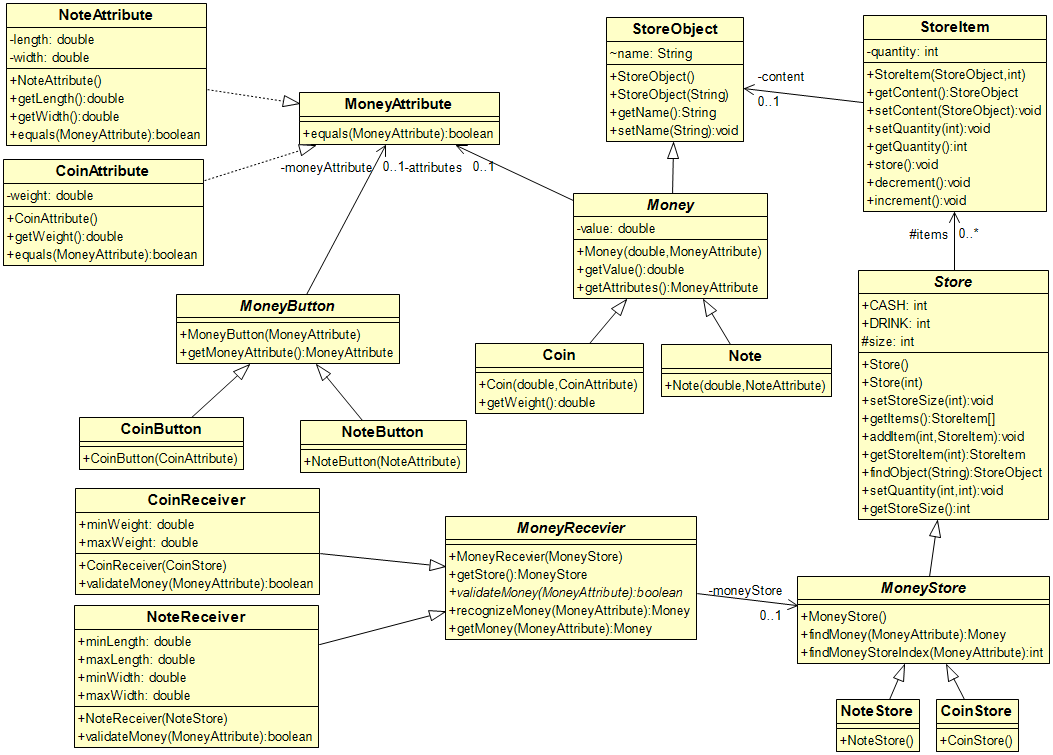 NoteAttribute
-length: double
-width: double
+NoteAttribute()
+getLength():double
+getWidth():double
+equals(MoneyAttribute):boolean
MoneyAttribute
+equals(MoneyAttribute):boolean
StoreObject
~name: String
+StoreObject()
+StoreObject(String)
+getName():String
+setName(String):void
-content
0..1
StoreItem
-quantity: int
+StoreItem(StoreObject,int)
+getContent():StoreObject
+setContent(StoreObject):void
+setQuantity(int):void
+getQuantity():int
+store():void
+decrement():void
+increment():void
CoinAttribute
-weight: double
+CoinAttribute()
+getWeight():double
+equals(MoneyAttribute):boolean
-moneyAttribute
0..1
-attributes
0..1
Money
-value: double
+Money(double,MoneyAttribute)
+getValue():double
+getAttributes():MoneyAttribute
#items
0..*
Store
+CASH: int
+DRINK: int
#size: int
+Store()
+Store(int)
+setStoreSize(int):void
+getItems():StoreItem[]
+addItem(int,StoreItem):void
+getStoreItem(int):StoreItem
+findObject(String):StoreObject
+setQuantity(int,int):void
+getStoreSize():int
MoneyButton
+MoneyButton(MoneyAttribute)
+getMoneyAttribute():MoneyAttribute
Coin
+Coin(double,CoinAttribute)
+getWeight():double
Note
+Note(double,NoteAttribute)
CoinButton
+CoinButton(CoinAttribute)
NoteButton
+NoteButton(NoteAttribute)
CoinReceiver
+minWeight: double
+maxWeight: double
+CoinReceiver(CoinStore)
+validateMoney(MoneyAttribute):boolean
MoneyRecevier
+MoneyRecevier(MoneyStore)
+getStore():MoneyStore
+validateMoney(MoneyAttribute):boolean
+recognizeMoney(MoneyAttribute):Money
+getMoney(MoneyAttribute):Money
-moneyStore
0..1
MoneyStore
+MoneyStore()
+findMoney(MoneyAttribute):Money
+findMoneyStoreIndex(MoneyAttribute):int
NoteReceiver
+minLength: double
+maxLength: double
+minWidth: double
+maxWidth: double
+NoteReceiver(NoteStore)
+validateMoney(MoneyAttribute):boolean
NoteStore
+NoteStore()
CoinStore
+CoinStore()